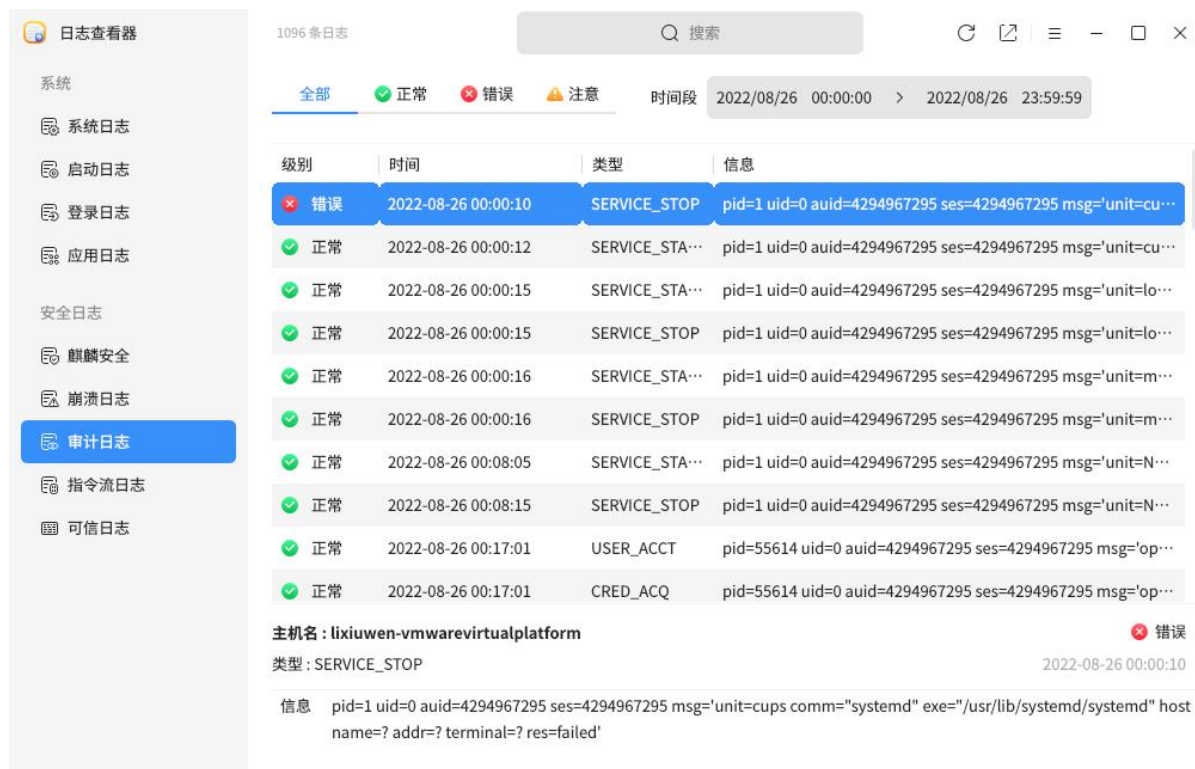 日志查看器
1096 条日志
搜索
系统
系统日志
启动日志
登录日志
应用日志
安全日志
麒麟安全
崩溃日志
审计日志
指令流日志
可信日志
全部 正常 错误 注意 时间段 2022/08/26 00:00:00 > 2022/08/26 23:59:59
级别 时间 类型 信息
错误 2022-08-26 00:00:10 SERVICE_STOP pid=1 uid=0 auid=4294967295 ses=4294967295 msg='unit=cu···
正常 2022-08-26 00:00:12 SERVICE_STA··· pid=1 uid=0 auid=4294967295 ses=4294967295 msg='unit=cu···
正常 2022-08-26 00:00:15 SERVICE_STA··· pid=1 uid=0 auid=4294967295 ses=4294967295 msg='unit=lo···
正常 2022-08-26 00:00:15 SERVICE_STOP pid=1 uid=0 auid=4294967295 ses=4294967295 msg='unit=lo···
正常 2022-08-26 00:00:16 SERVICE_STA··· pid=1 uid=0 auid=4294967295 ses=4294967295 msg='unit=m···
正常 2022-08-26 00:00:16 SERVICE_STOP pid=1 uid=0 auid=4294967295 ses=4294967295 msg='unit=m···
正常 2022-08-26 00:08:05 SERVICE_STA··· pid=1 uid=0 auid=4294967295 ses=4294967295 msg='unit=N···
正常 2022-08-26 00:08:15 SERVICE_STOP pid=1 uid=0 auid=4294967295 ses=4294967295 msg='unit=N···
正常 2022-08-26 00:17:01 USER_ACCT pid=55614 uid=0 auid=4294967295 ses=4294967295 msg='op···
正常 2022-08-26 00:17:01 CRED_ACQ pid=55614 uid=0 auid=4294967295 ses=4294967295 msg='op···
主机名 : lixiuwen-vmwarevirtualplatform 错误
类型 : SERVICE_STOP 2022-08-26 00:00:10
信息 pid=1 uid=0 auid=4294967295 ses=4294967295 msg='unit=cups comm="systemd" exe="/usr/lib/systemd/systemd" host
name=? addr=? terminal=? res=failed'